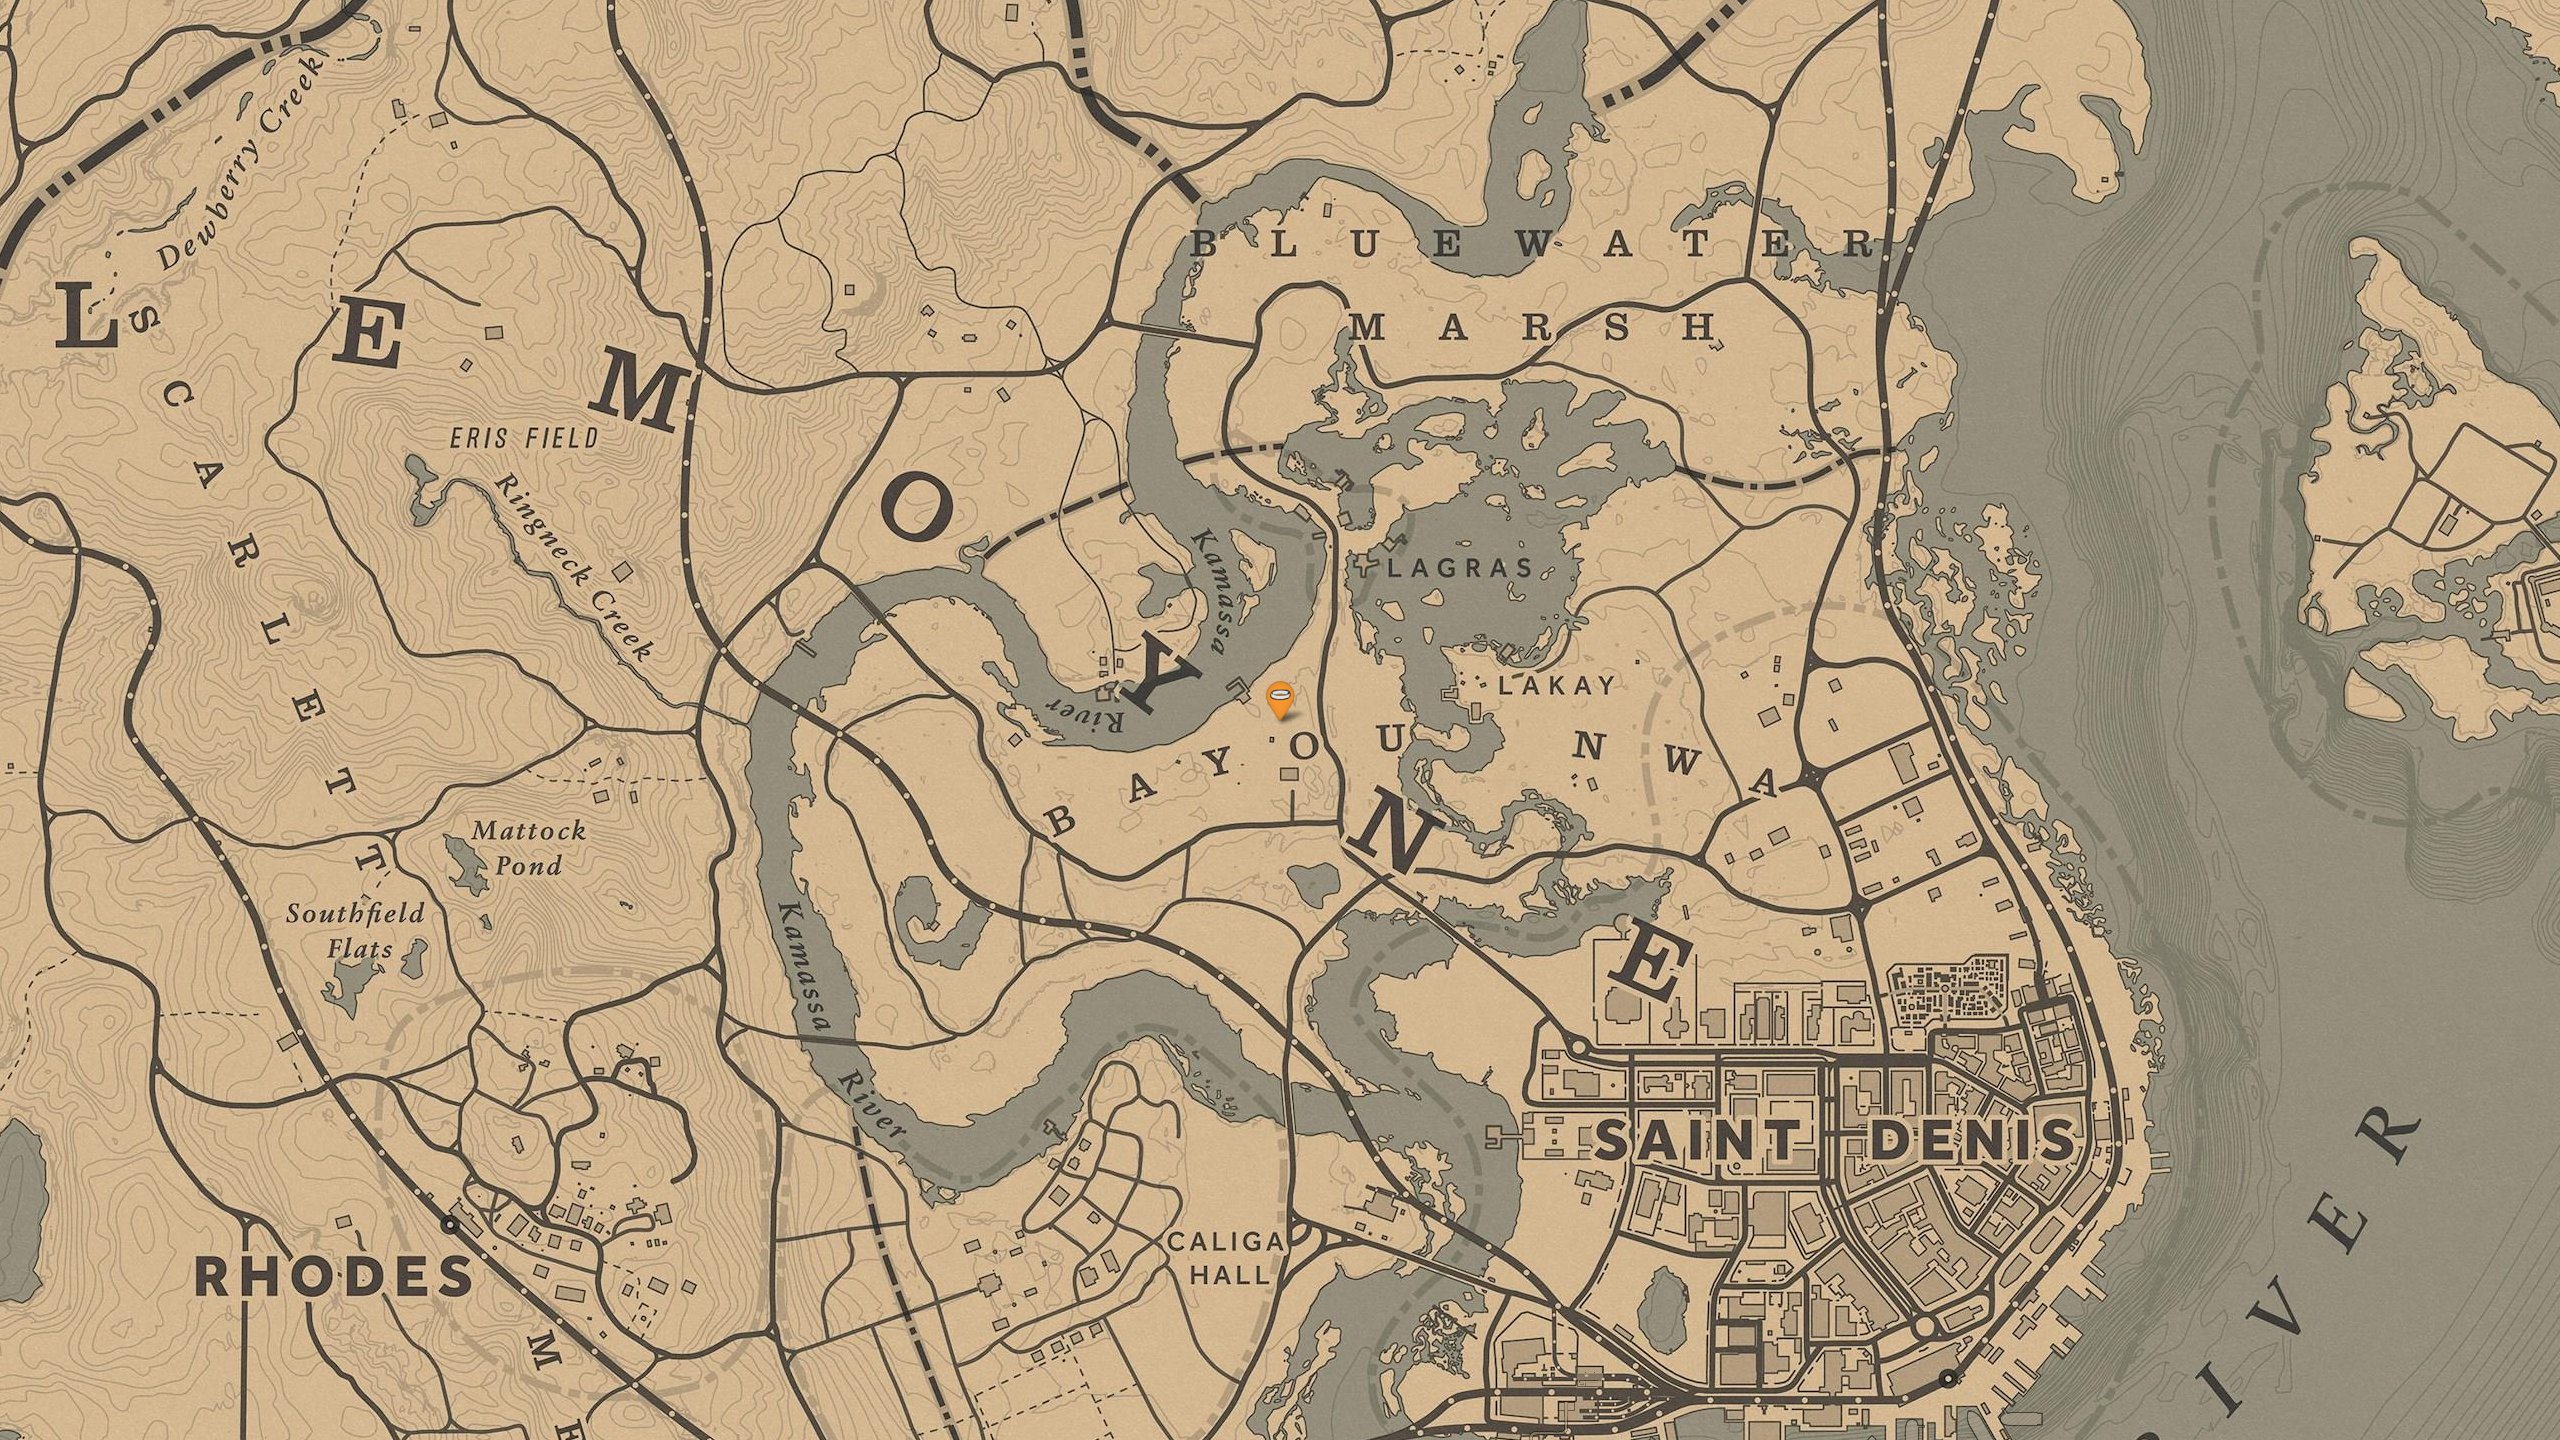 Dewberry Creek
BLUEWATER
MARSH
LEMOYNE
SCARLETT
ERIS FIELD
Ringneck Creek
Kamassa
River
LAGRAS
LAKAY
BAYOU NWA
Mattock
Pond
Southfield
Flats
Kamassa
River
SAINT DENIS
CALIGA
HALL
RHODES
ME
RIVER